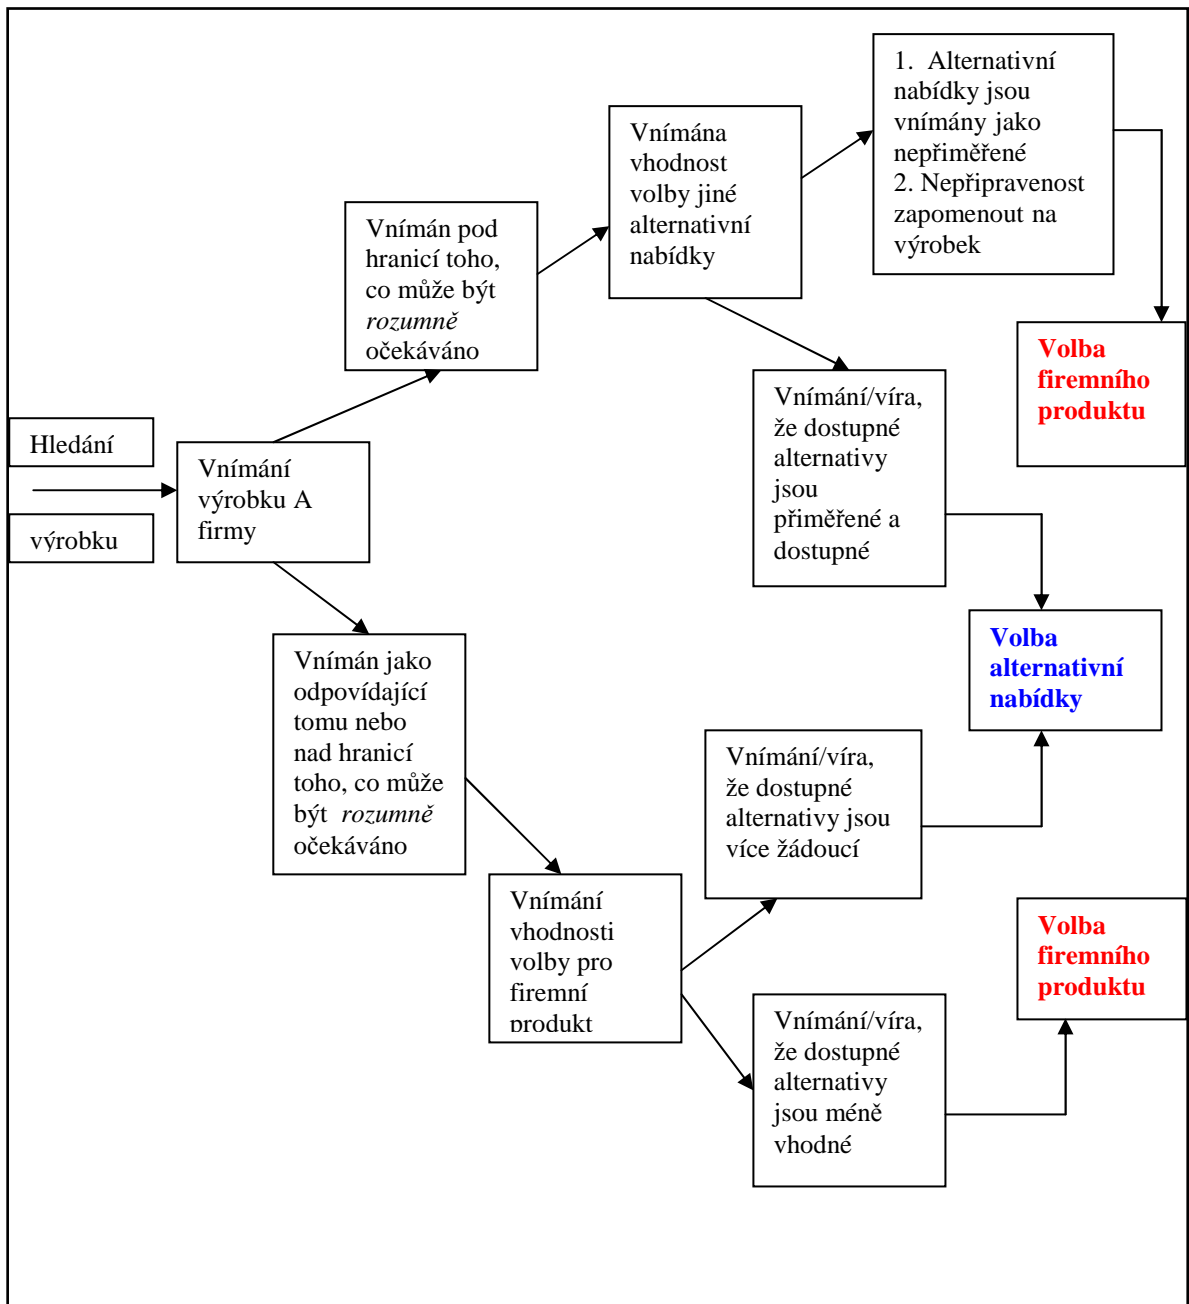 Hledání
výrobku
Vnímání
výrobku A
firmy
Vnímán pod
hranicí toho,
co může být
rozumně
očekáváno
Vnímána
vhodnost
volby jiné
alternativní
nabídky
1. Alternativní
nabídky jsou
vnímány jako
nepřiměřené
2. Nepřipravenost
zapomenout na
výrobek
Volba
firemního
produktu
Vnímání/víra,
že dostupné
alternativy
jsou
přiměřené a
dostupné
Volba
alternativní
nabídky
Vnímán jako
odpovídající
tomu nebo
nad hranicí
toho, co může
být rozumně
očekáváno
Vnímání
vhodnosti
volby pro
firemní
produkt
Vnímání/víra,
že dostupné
alternativy jsou
více žádoucí
Vnímání/víra,
že dostupné
alternativy
jsou méně
vhodné
Volba
firemního
produktu